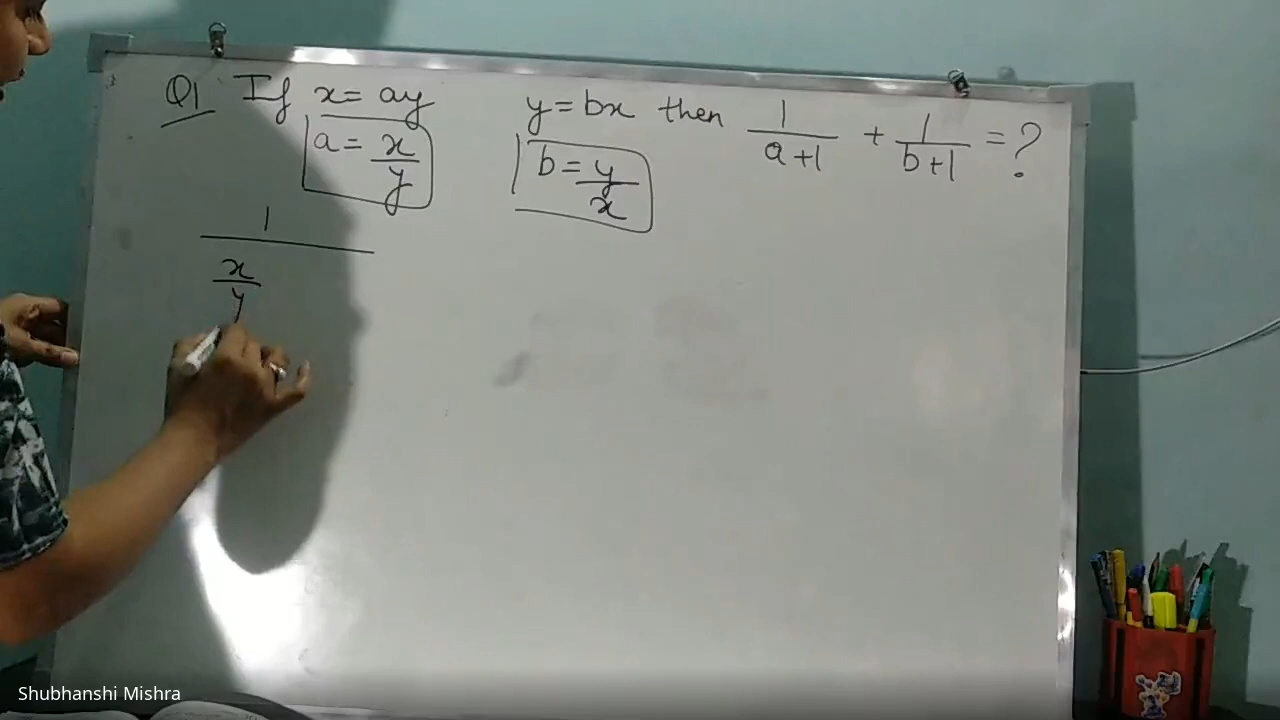 Q1 If x = ay y = bx then 1/(a+1) + 1/(b+1) = ?
a = x/y b = y/x
1
x/y
Shubhanshi Mishra